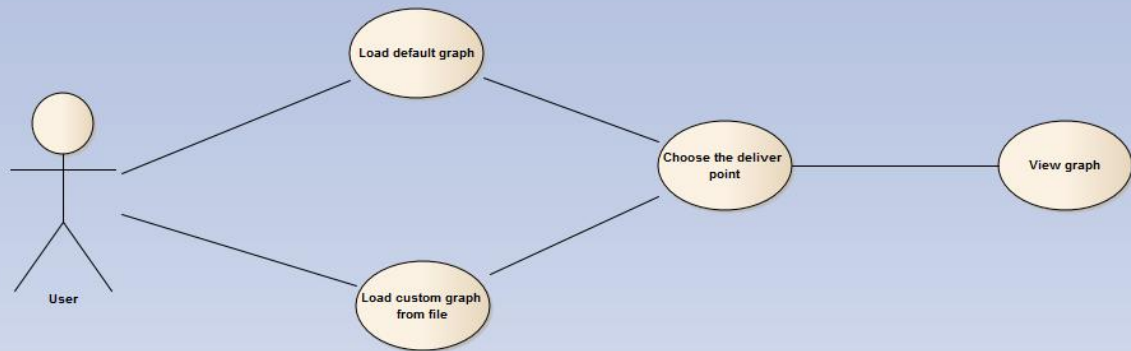 Load default graph
Choose the deliver
point
View graph
User
Load custom graph
from file